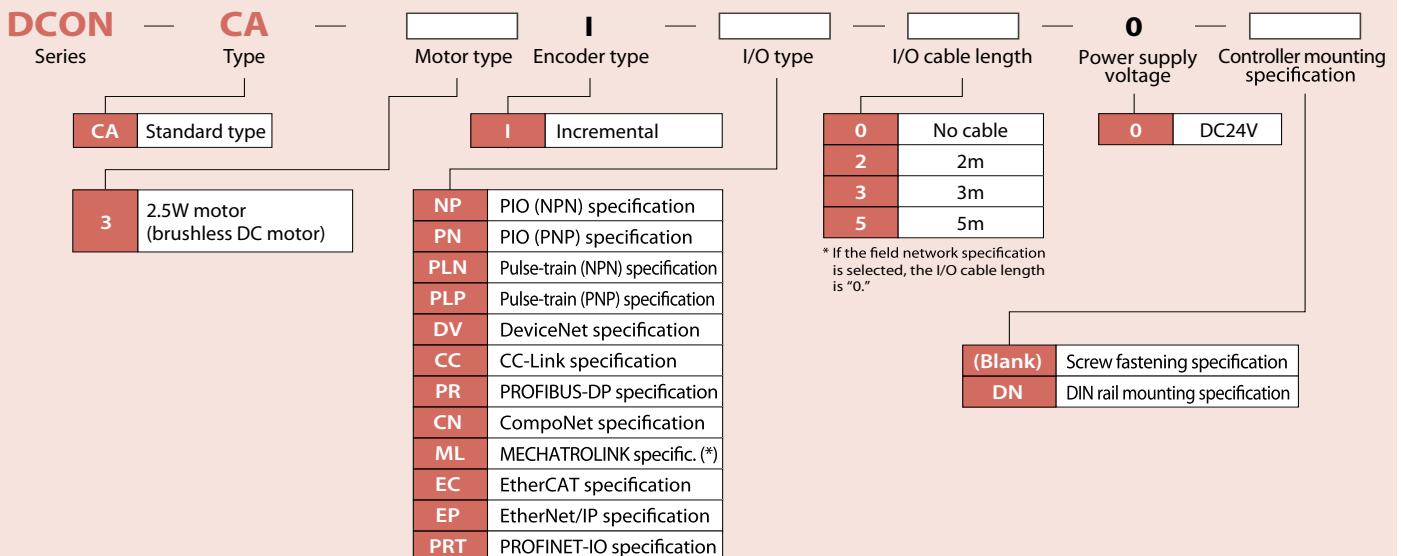 DCON — CA — I — — — 0 —
Series Type Motor type Encoder type I/O type I/O cable length Power supply voltage Controller mounting specification
CA Standard type
I Incremental
0 No cable
2 2m
3 3m
5 5m
* If the field network specification
is selected, the I/O cable length
is “0.”
0 DC24V
3 2.5W motor
(brushless DC motor)
NP PIO (NPN) specification
PN PIO (PNP) specification
PLN Pulse-train (NPN) specification
PLP Pulse-train (PNP) specification
DV DeviceNet specification
CC CC-Link specification
PR PROFIBUS-DP specification
CN CompoNet specification
ML MECHATROLINK specific. (*)
EC EtherCAT specification
EP EtherNet/IP specification
PRT PROFINET-IO specification
(Blank) Screw fastening specification
DN DIN rail mounting specification